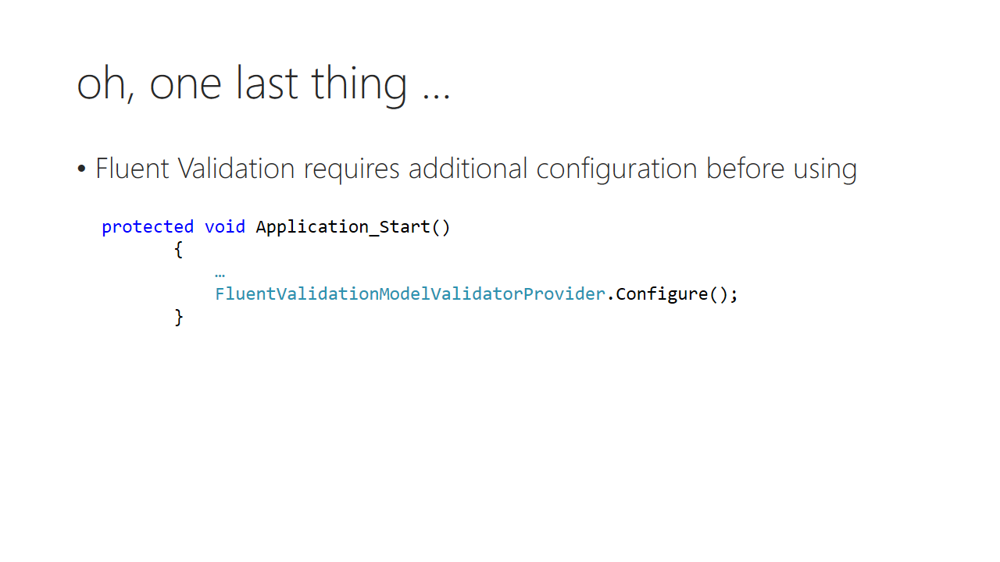 oh, one last thing …
• Fluent Validation requires additional configuration before using
protected void Application_Start()
{
…
FluentValidationModelValidatorProvider.Configure();
}